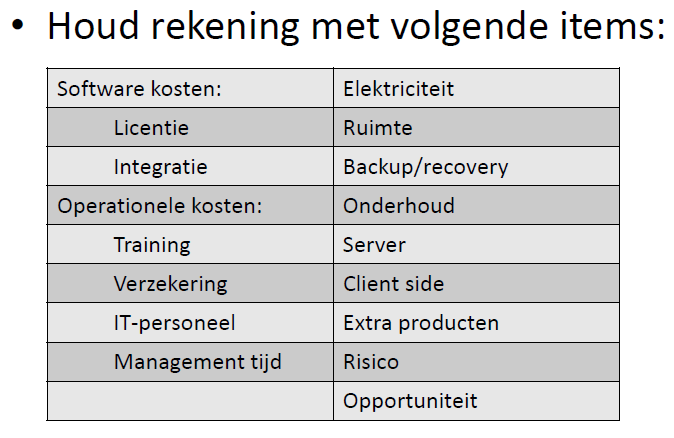 • Houd rekening met volgende items:
Software kosten: Elektriciteit
Licentie Ruimte
Integratie Backup/recovery
Operationele kosten: Onderhoud
Training Server
Verzekering Client side
IT-personeel Extra producten
Management tijd Risico
Opportuniteit